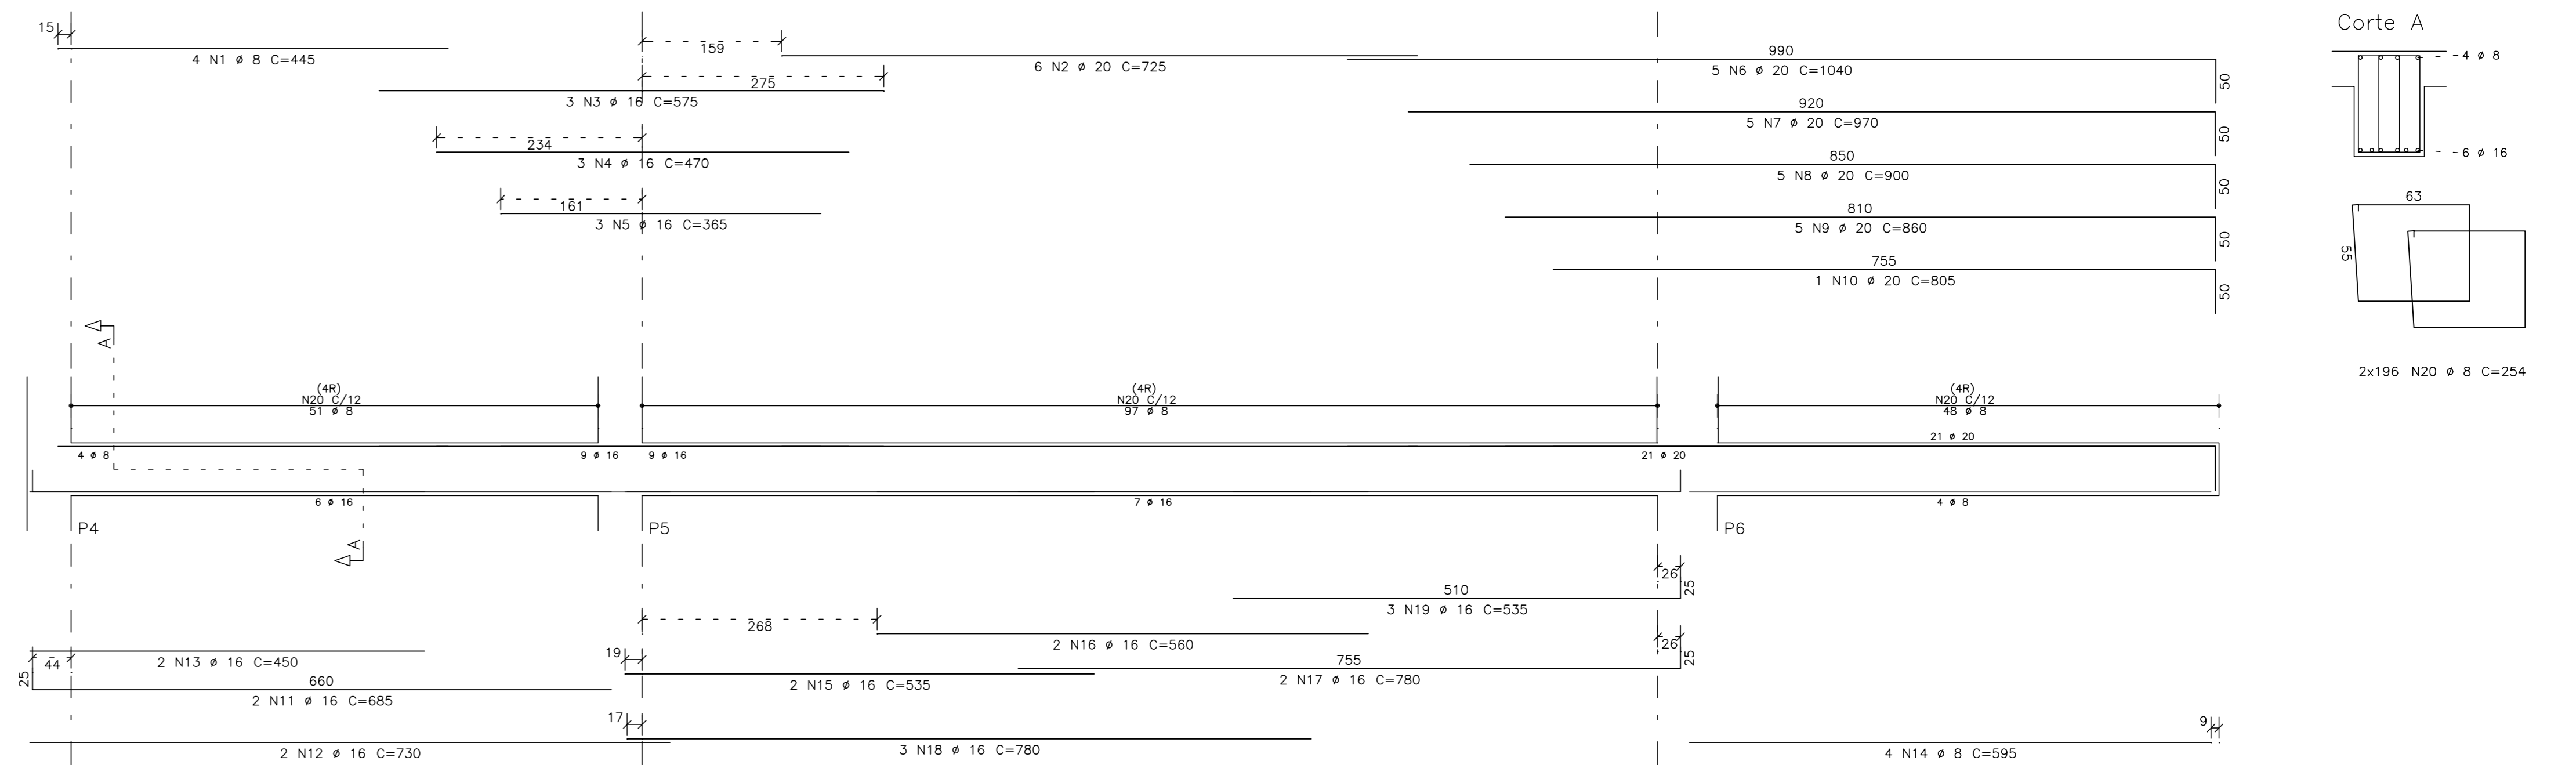 15
4 N1 ø 8 C=445
159
6 N2 ø 20 C=725
990
5 N6 ø 20 C=1040
50
275
3 N3 ø 16 C=575
920
5 N7 ø 20 C=970
50
234
3 N4 ø 16 C=470
850
5 N8 ø 20 C=900
50
161
3 N5 ø 16 C=365
810
5 N9 ø 20 C=860
50
755
1 N10 ø 20 C=805
50
Corte A
4 ø 8
6 ø 16
63
55
2x196 N20 ø 8 C=254
A
(4R)
N20 C/12
51 ø 8
(4R)
N20 C/12
97 ø 8
(4R)
N20 C/12
48 ø 8
21 ø 20
4 ø 8
9 ø 16
9 ø 16
21 ø 20
6 ø 16
7 ø 16
4 ø 8
P4
P5
P6
A
26
25
510
3 N19 ø 16 C=535
268
2 N16 ø 16 C=560
26
25
44
2 N13 ø 16 C=450
19
755
2 N15 ø 16 C=535
2 N17 ø 16 C=780
25
660
2 N11 ø 16 C=685
17
9
2 N12 ø 16 C=730
3 N18 ø 16 C=780
4 N14 ø 8 C=595